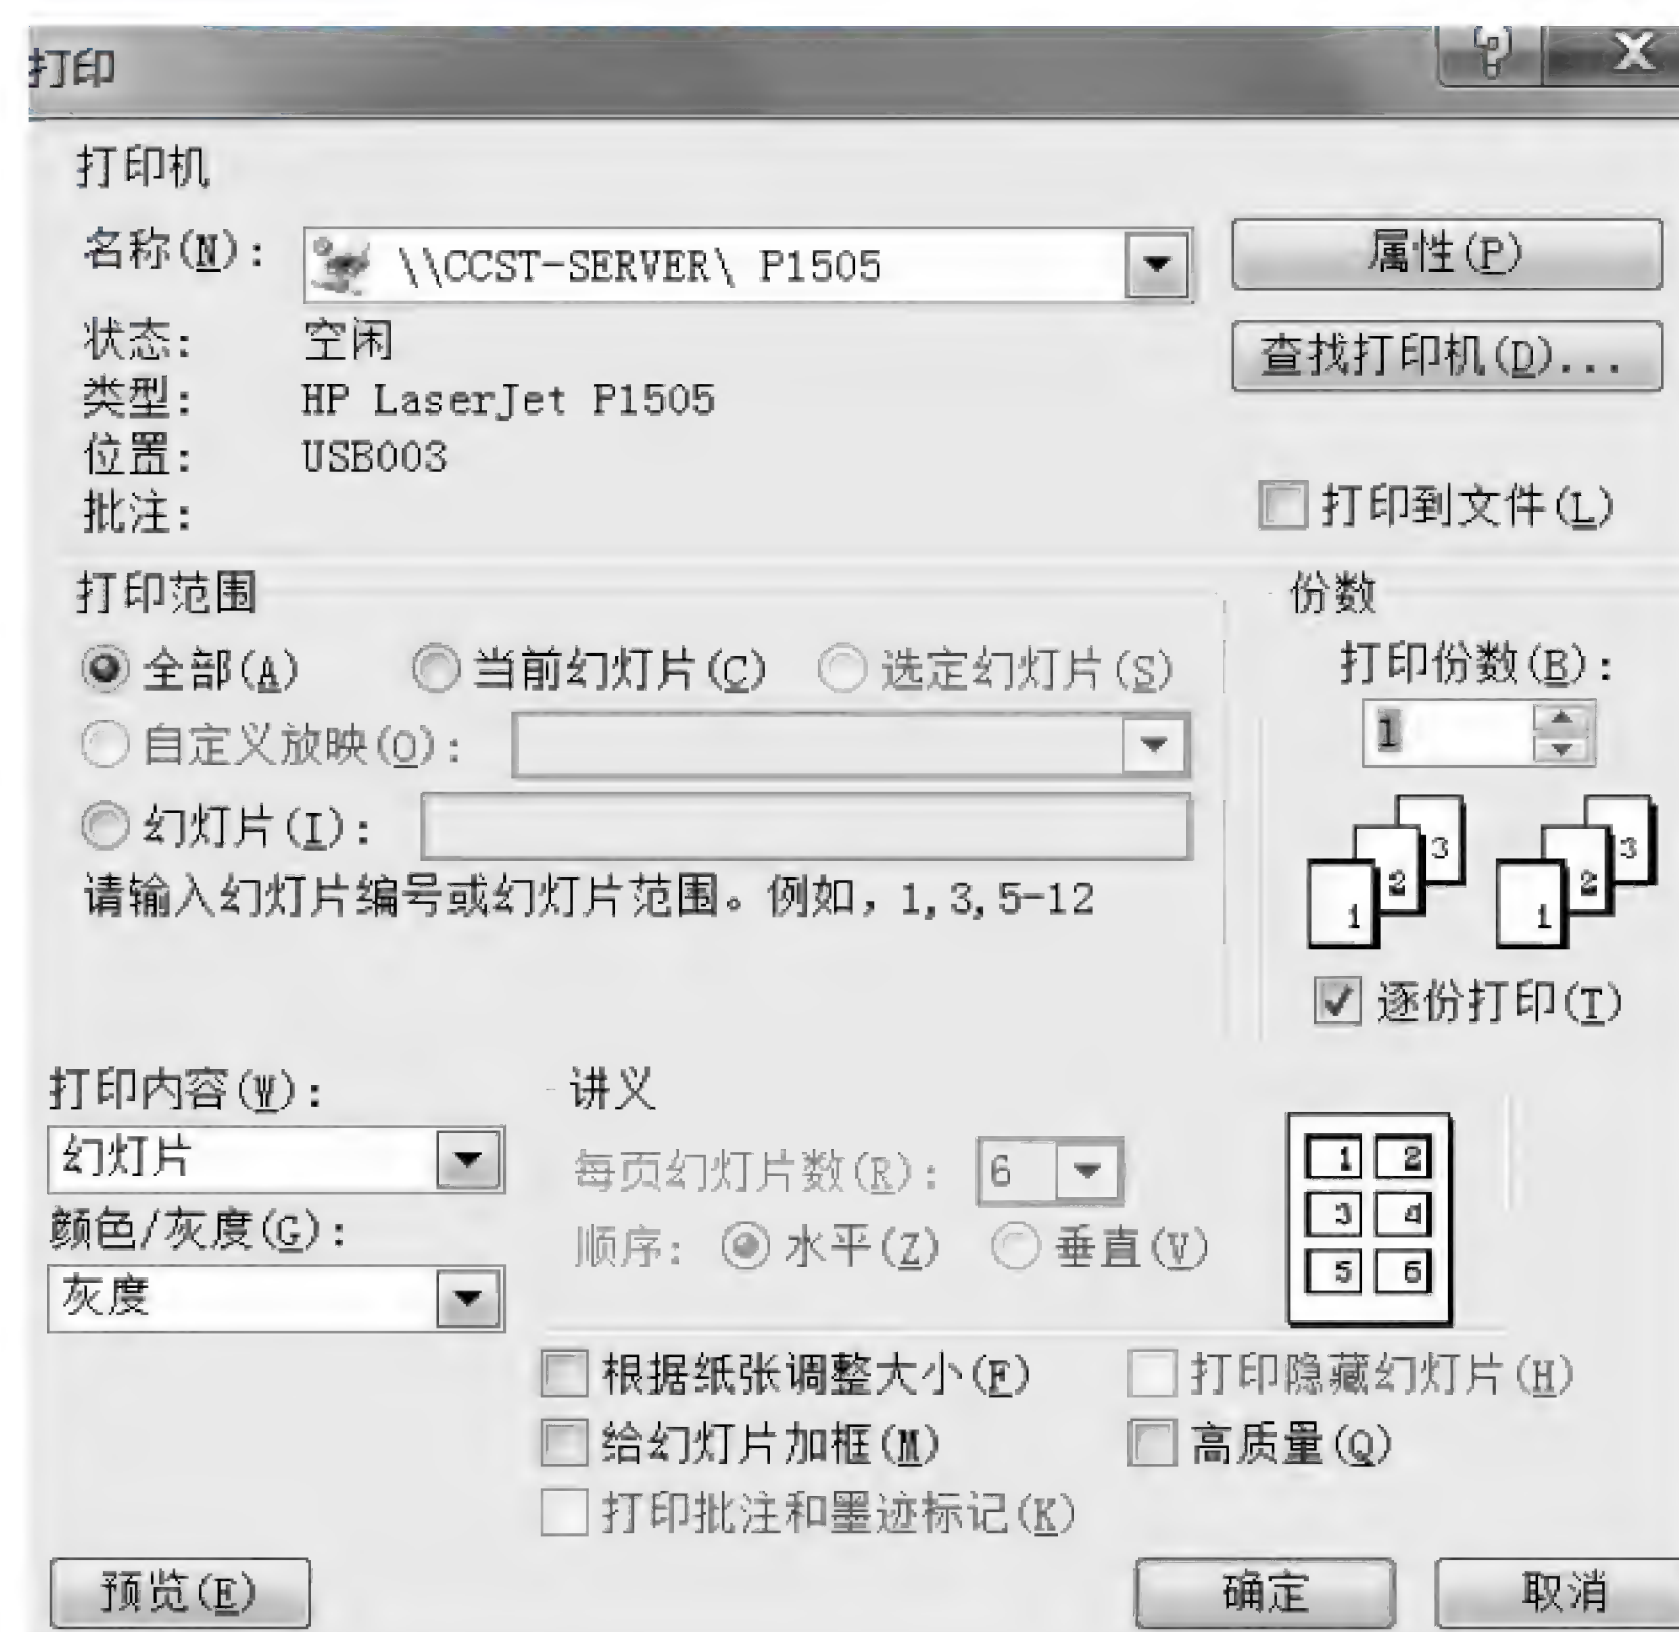 打印
打印机
名称(N): \\CCST-SERVER\ P1505 属性(P)
状态: 空闲 查找打印机(D)...
类型: HP LaserJet P1505
位置: USB003
批注: 打印到文件(L)
打印范围 份数
全部(A) 当前幻灯片(C) 选定幻灯片(S) 打印份数(B):
自定义放映(O): 1
幻灯片(I):
请输入幻灯片编号或幻灯片范围。例如，1,3,5-12
1 2 3 1 2 3
逐份打印(T)
打印内容(W): 讲义
幻灯片 每页幻灯片数(R): 6
颜色/灰度(G): 顺序: 水平(Z) 垂直(V)
灰度
1 2
3 4
5 6
根据纸张调整大小(F) 打印隐藏幻灯片(H)
给幻灯片加框(M) 高质量(Q)
打印批注和墨迹标记(K)
预览(E) 确定 取消